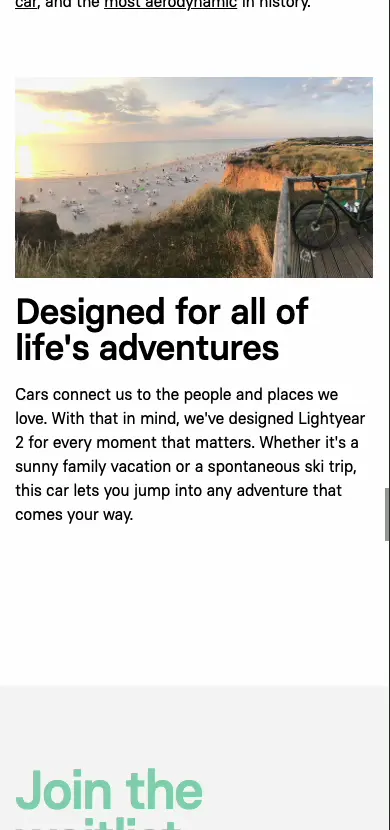 car, and the most aerodynamic in history.
Designed for all of
life's adventures
Cars connect us to the people and places we
love. With that in mind, we've designed Lightyear
2 for every moment that matters. Whether it's a
sunny family vacation or a spontaneous ski trip,
this car lets you jump into any adventure that
comes your way.
Join the
waitlist